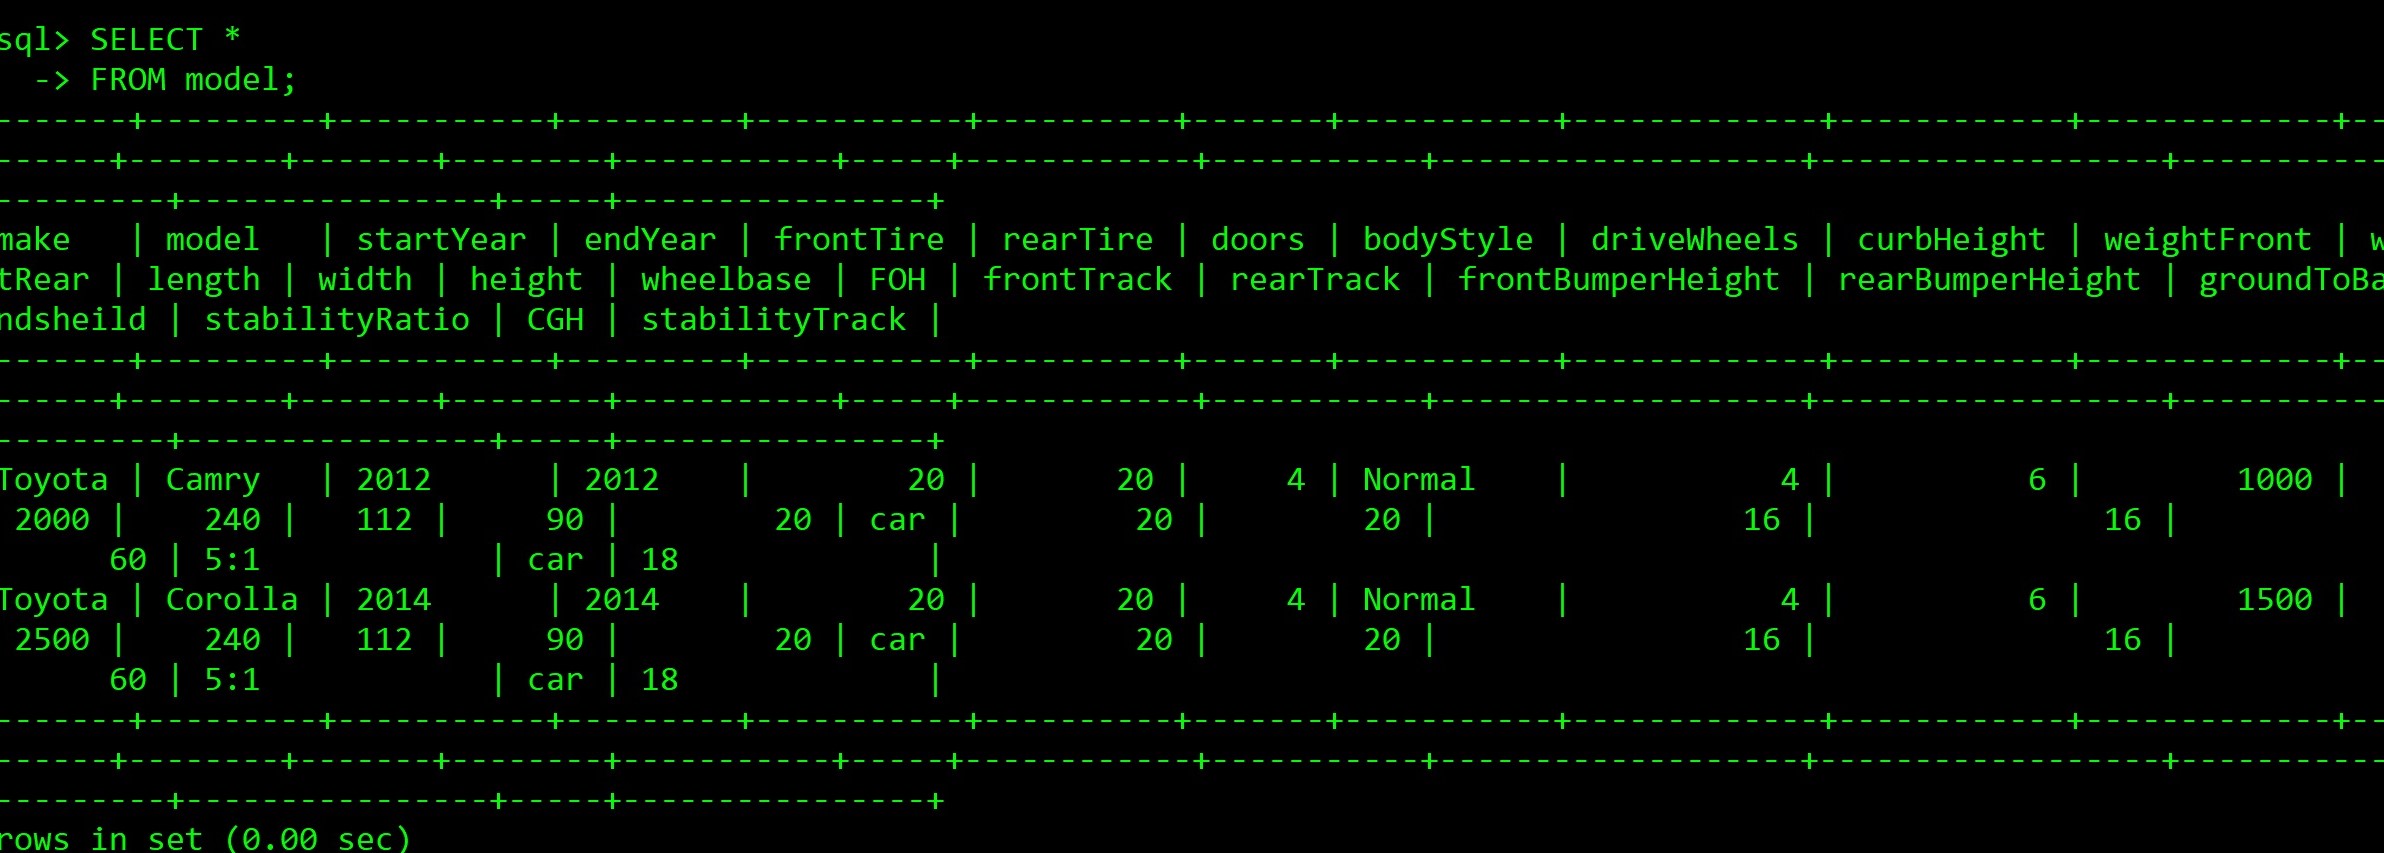 sql> SELECT *
-> FROM model;
-------+---------+-----------+---------+-----------+----------+-------+-----------+-------------+------------+-------------+--
------+--------+-------+--------+-----------+-----+------------+-----------+-------------------+------------------+-----------
---------+----------------+-----+----------------+
make | model | startYear | endYear | frontTire | rearTire | doors | bodyStyle | driveWheels | curbHeight | weightFront | w
tRear | length | width | height | wheelbase | FOH | frontTrack | rearTrack | frontBumperHeight | rearBumperHeight | groundToBa
ndsheild | stabilityRatio | CGH | stabilityTrack |
-------+---------+-----------+---------+-----------+----------+-------+-----------+-------------+------------+-------------+--
------+--------+-------+--------+-----------+-----+------------+-----------+-------------------+------------------+-----------
---------+----------------+-----+----------------+
Toyota | Camry | 2012 | 2012 | 20 | 20 | 4 | Normal | 4 | 6 | 1000 |
2000 | 240 | 112 | 90 | 20 | car | 20 | 20 | 16 | 16 |
60 | 5:1 | car | 18 |
Toyota | Corolla | 2014 | 2014 | 20 | 20 | 4 | Normal | 4 | 6 | 1500 |
2500 | 240 | 112 | 90 | 20 | car | 20 | 20 | 16 | 16 |
60 | 5:1 | car | 18 |
-------+---------+-----------+---------+-----------+----------+-------+-----------+-------------+------------+-------------+--
------+--------+-------+--------+-----------+-----+------------+-----------+-------------------+------------------+-----------
---------+----------------+-----+----------------+
rows in set (0.00 sec)